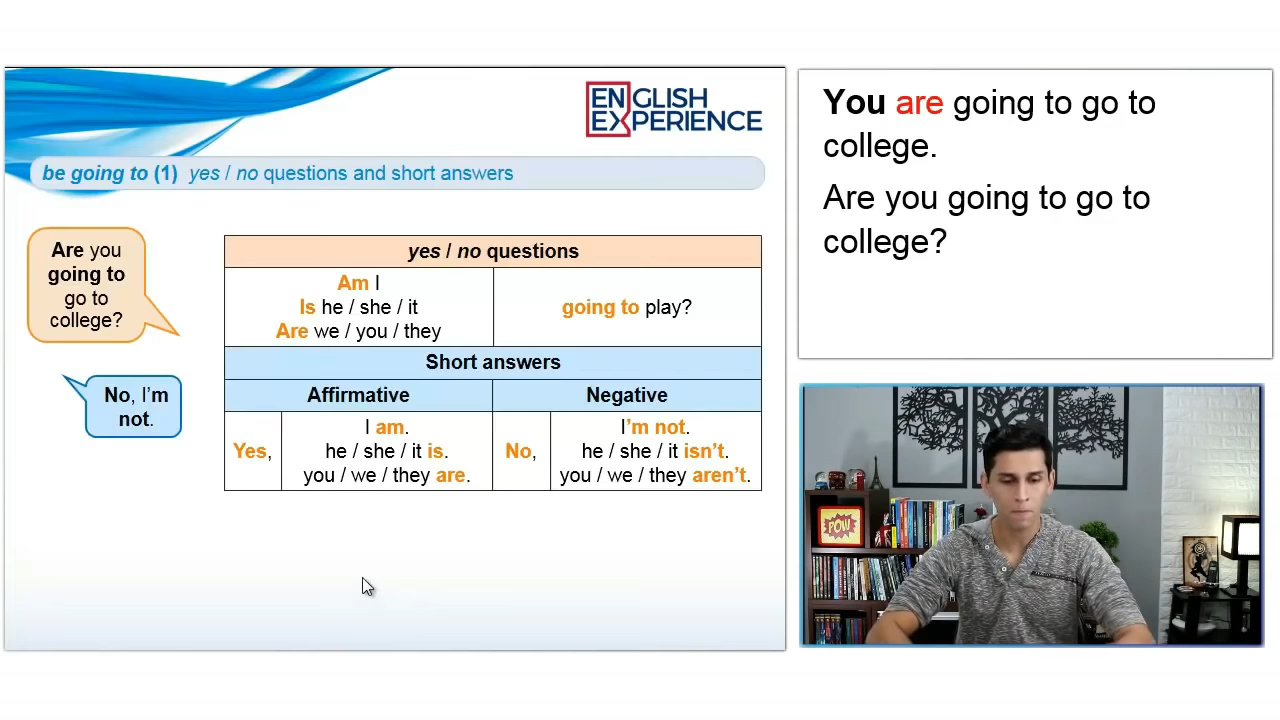 ENGLISH
EXPERIENCE
be going to (1) yes / no questions and short answers
Are you
going to
go to
college?
No, I'm
not.
yes / no questions
Am I
Is he / she / it
Are we / you / they
going to play?
Short answers
Affirmative
Negative
Yes,
I am.
he / she / it is.
you / we / they are.
No,
I'm not.
he / she / it isn't.
you / we / they aren't.
You are going to go to
college.
Are you going to go to
college?
POW